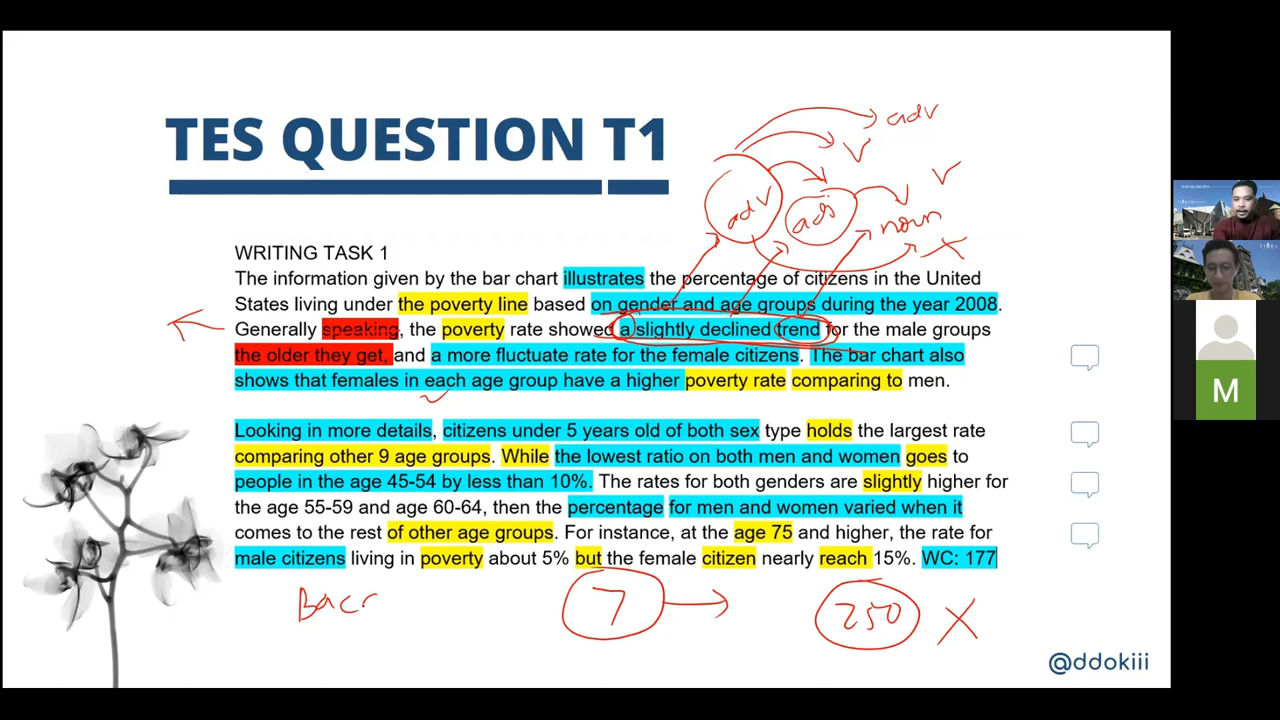 TES QUESTION T1
adv
V
V
adv
adj
noun
X
WRITING TASK 1
The information given by the bar chart illustrates the percentage of citizens in the United
States living under the poverty line based on gender and age groups during the year 2008.
Generally speaking, the poverty rate showed a slightly declined trend for the male groups
the older they get, and a more fluctuate rate for the female citizens. The bar chart also
shows that females in each age group have a higher poverty rate comparing to men.
Looking in more details, citizens under 5 years old of both sex type holds the largest rate
comparing other 9 age groups. While the lowest ratio on both men and women goes to
people in the age 45-54 by less than 10%. The rates for both genders are slightly higher for
the age 55-59 and age 60-64, then the percentage for men and women varied when it
comes to the rest of other age groups. For instance, at the age 75 and higher, the rate for
male citizens living in poverty about 5% but the female citizen nearly reach 15%. WC: 177
7
250
X
@ddokiii
M